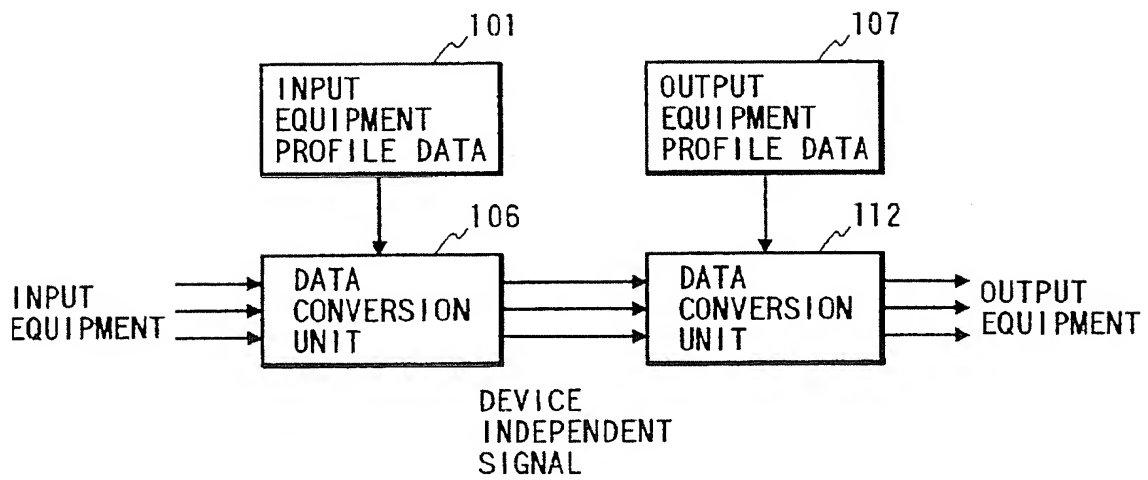 101
107
INPUT
EQUIPMENT
PROFILE DATA
OUTPUT
EQUIPMENT
PROFILE DATA
106
112
INPUT
EQUIPMENT
DATA
CONVERSION
UNIT
DATA
CONVERSION
UNIT
OUTPUT
EQUIPMENT
DEVICE
INDEPENDENT
SIGNAL